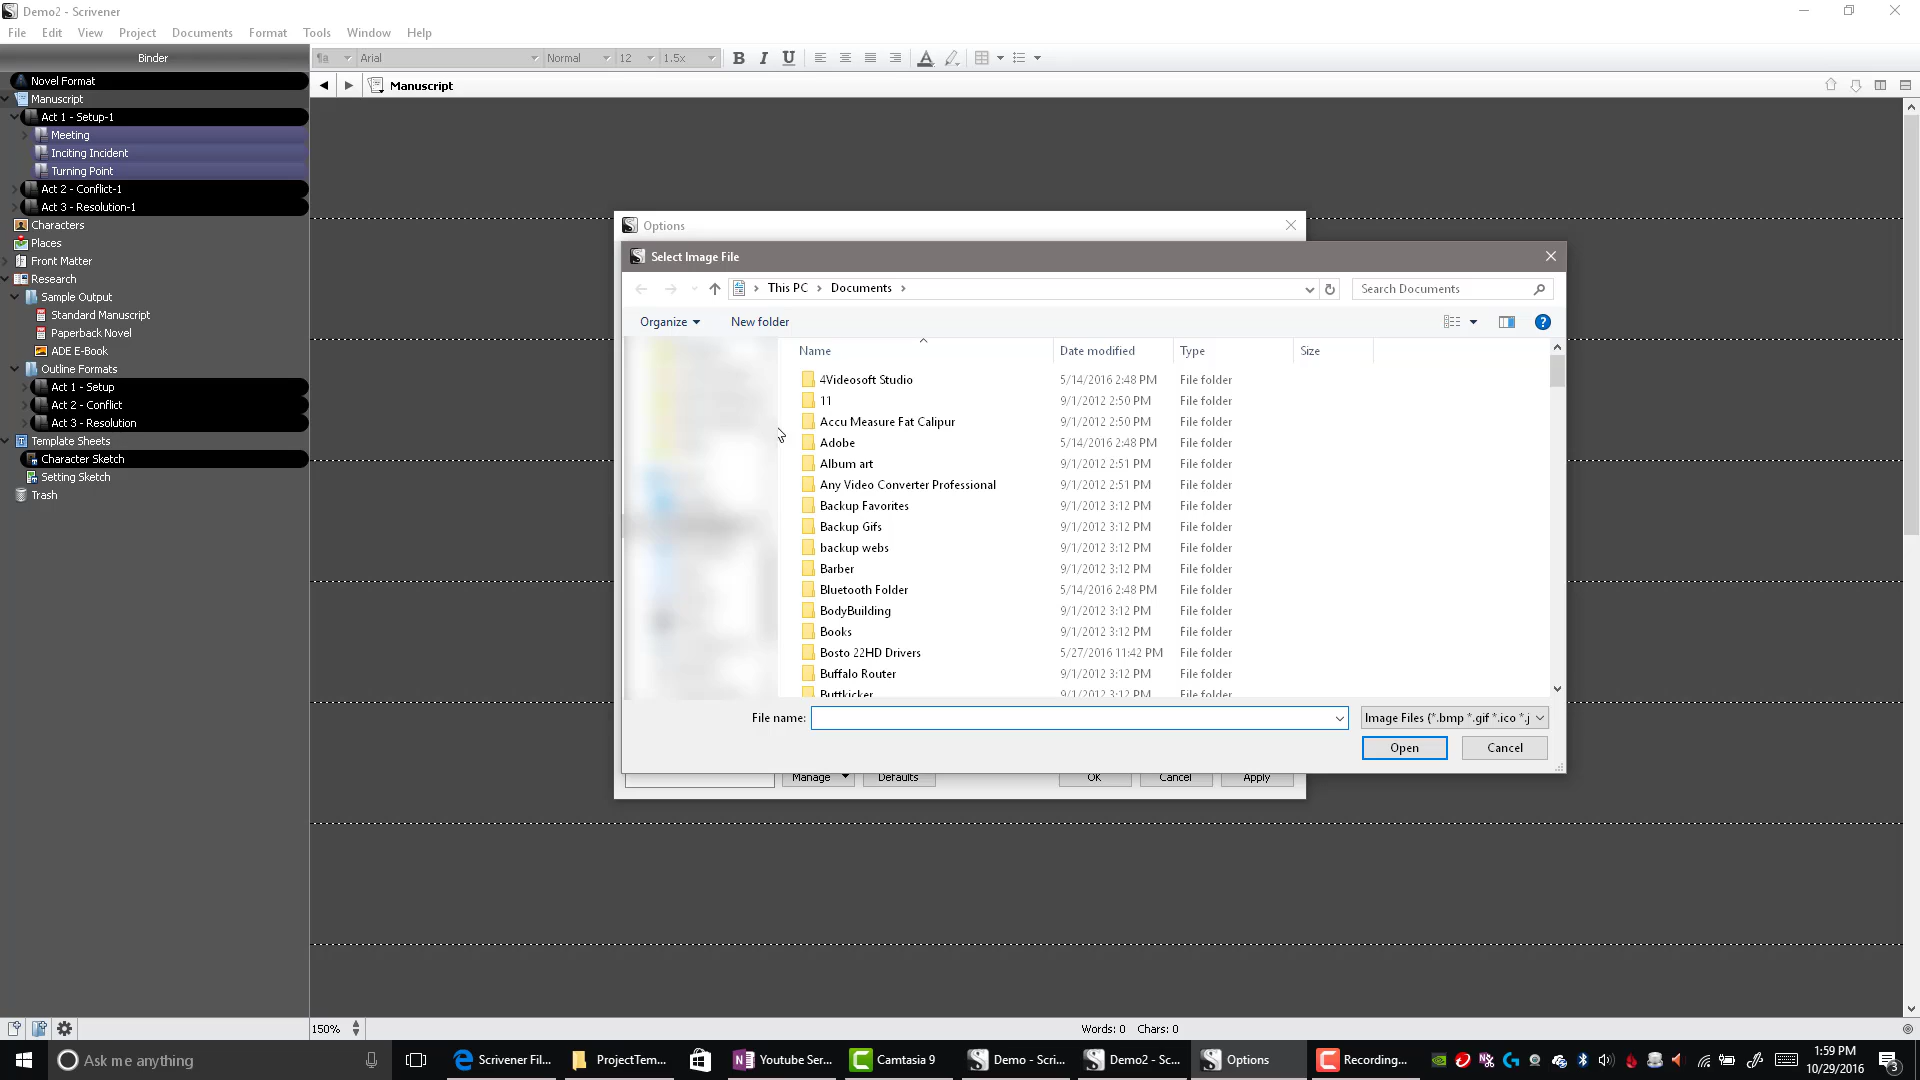 Demo2 - Scrivener
File Edit View Project Documents Format Tools Window Help
Binder
Arial Normal 12 1.5x B I U A
Novel Format
Manuscript
Manuscript
Act 1 - Setup-1
Meeting
Inciting Incident
Turning Point
Act 2 - Conflict-1
Act 3 - Resolution-1
Characters
Places
Front Matter
Research
Sample Output
Standard Manuscript
Paperback Novel
ADE E-Book
Outline Formats
Act 1 - Setup
Act 2 - Conflict
Act 3 - Resolution
Template Sheets
Character Sketch
Setting Sketch
Trash
Options
Select Image File
This PC > Documents >
Search Documents
Organize New folder
Name Date modified Type Size
4Videosoft Studio 5/14/2016 2:48 PM File folder
11 9/1/2012 2:50 PM File folder
Accu Measure Fat Calipur 9/1/2012 2:50 PM File folder
Adobe 5/14/2016 2:48 PM File folder
Album art 9/1/2012 2:51 PM File folder
Any Video Converter Professional 9/1/2012 2:51 PM File folder
Backup Favorites 9/1/2012 3:12 PM File folder
Backup Gifs 9/1/2012 3:12 PM File folder
backup webs 9/1/2012 3:12 PM File folder
Barber 9/1/2012 3:12 PM File folder
Bluetooth Folder 5/14/2016 2:48 PM File folder
BodyBuilding 9/1/2012 3:12 PM File folder
Books 9/1/2012 3:12 PM File folder
Bosto 22HD Drivers 5/27/2016 11:42 PM File folder
Buffalo Router 9/1/2012 3:12 PM File folder
Buttkicker 9/1/2012 3:12 PM File folder
File name: Image Files (*.bmp *.gif *.ico *.j
Open Cancel
Manage Defaults OK Cancel Apply
150% Words: 0 Chars: 0
Ask me anything Scrivener Fil... ProjectTem... Youtube Ser... Camtasia 9 Demo - Scri... Demo2 - Sc... Options Recording...
1:59 PM
10/29/2016
3